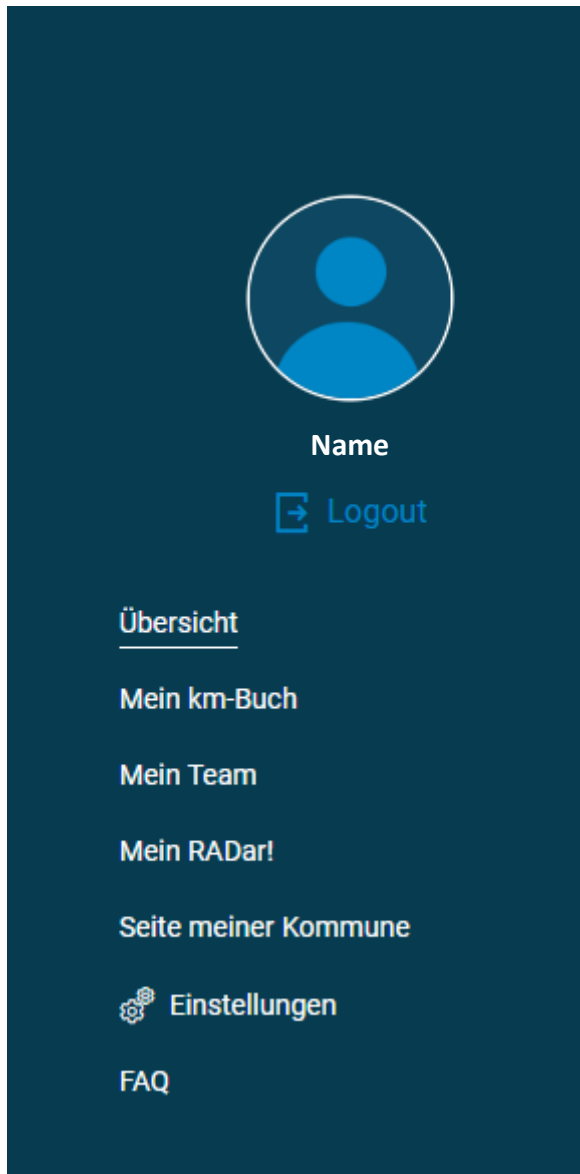 Name
Logout
Übersicht
Mein km-Buch
Mein Team
Mein RADar!
Seite meiner Kommune
Einstellungen
FAQ